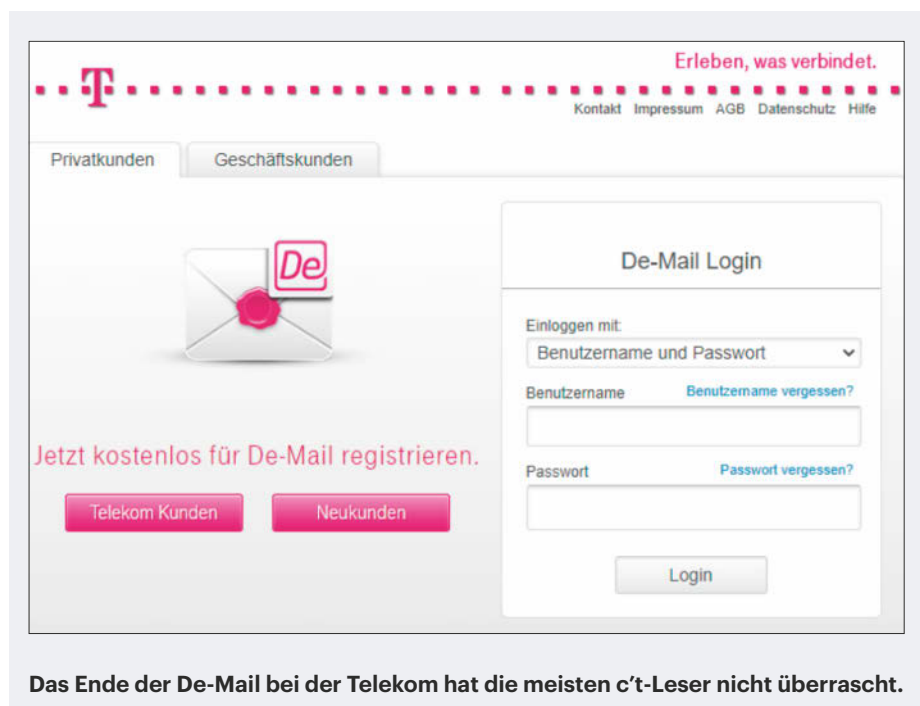 Erleben, was verbindet.
T
Kontakt Impressum AGB Datenschutz Hilfe
Privatkunden Geschäftskunden
De
Jetzt kostenlos für De-Mail registrieren.
Telekom Kunden Neukunden
De-Mail Login
Einloggen mit:
Benutzername und Passwort
Benutzername Benutzername vergessen?
Passwort Passwort vergessen?
Login
Das Ende der De-Mail bei der Telekom hat die meisten c’t-Leser nicht überrascht.